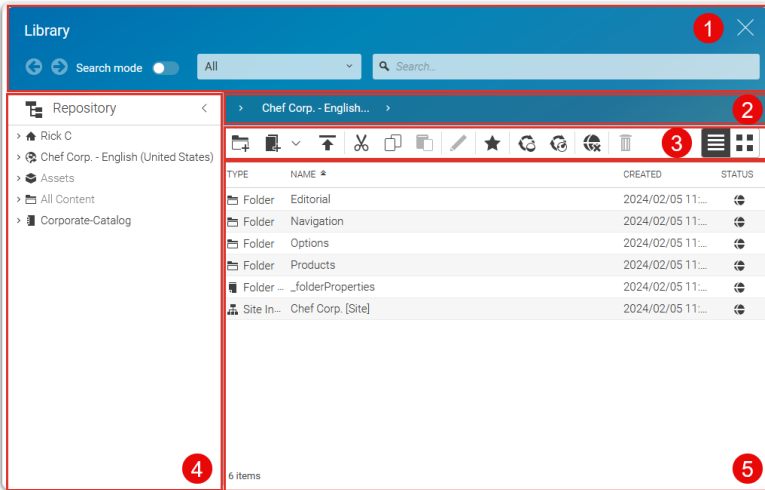 Library
1
Search mode
All
Search...
Repository
Chef Corp. - English...
2
3
Rick C
Chef Corp. - English (United States)
Assets
All Content
Corporate-Catalog
4
TYPE NAME CREATED STATUS
Folder Editorial 2024/02/05 11:...
Folder Navigation 2024/02/05 11:...
Folder Options 2024/02/05 11:...
Folder Products 2024/02/05 11:...
Folder ... _folderProperties 2024/02/05 11:...
Site In... Chef Corp. [Site] 2024/02/05 11:...
6 items
5